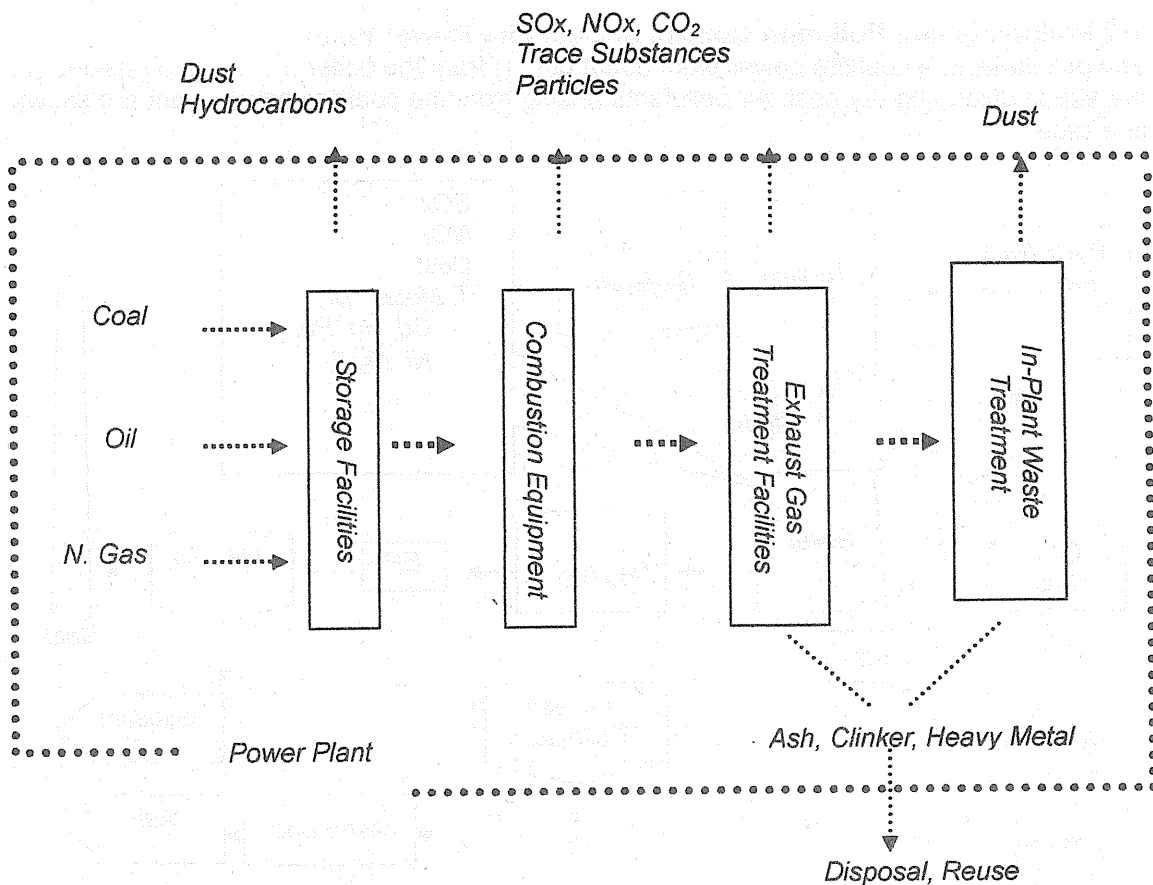 SOx, NOx, CO₂
Trace Substances
Particles
Dust
Hydrocarbons
Dust
Coal
Oil
N. Gas
Storage Facilities
Combustion Equipment
Exhaust Gas
Treatment Facilities
In-Plant Waste
Treatment
Power Plant
Ash, Clinker, Heavy Metal
Disposal, Reuse